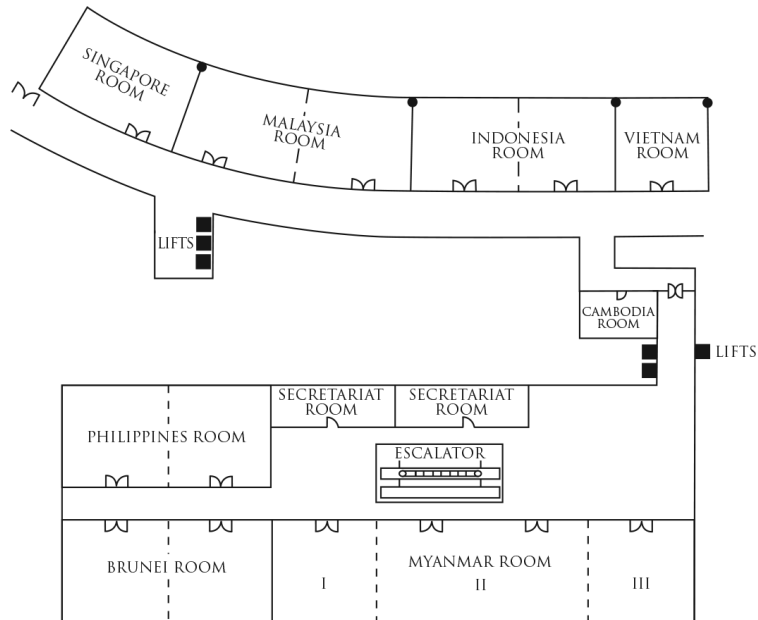 SINGAPORE
ROOM
MALAYSIA
ROOM
INDONESIA
ROOM
VIETNAM
ROOM
LIFTS
CAMBODIA
ROOM
LIFTS
SECRETARIAT
ROOM
SECRETARIAT
ROOM
PHILIPPINES ROOM
ESCALATOR
BRUNEI ROOM
MYANMAR ROOM
I
II
III